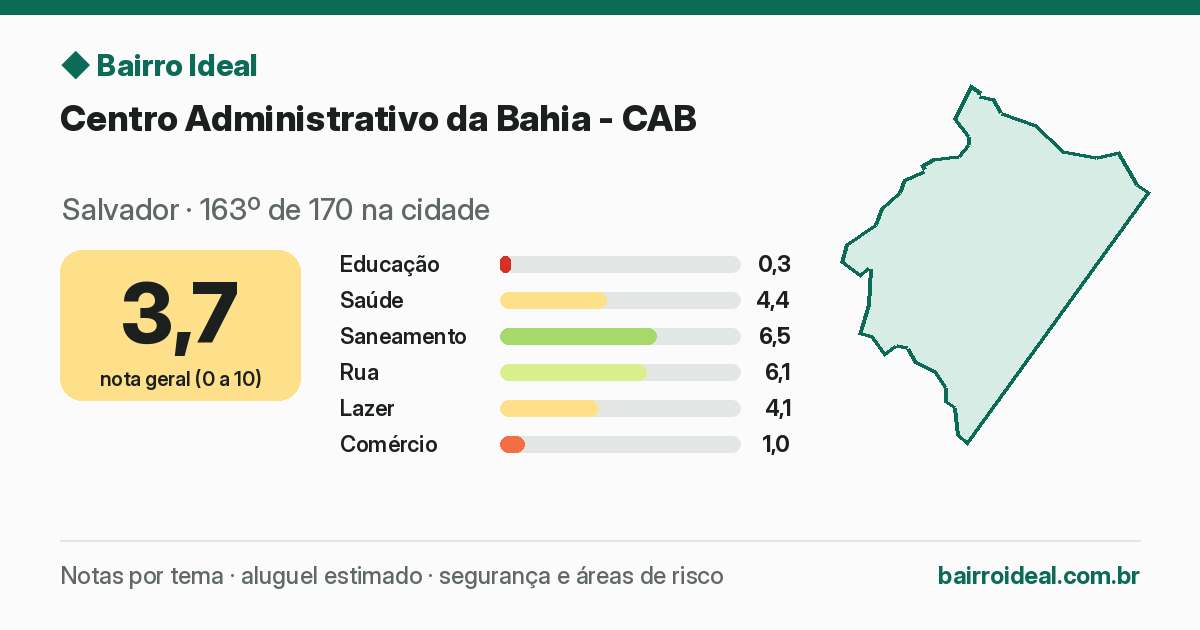 Bairro Ideal
Centro Administrativo da Bahia - CAB
Salvador · 163º de 170 na cidade
3,7
nota geral (0 a 10)
Educação 0,3
Saúde 4,4
Saneamento 6,5
Rua 6,1
Lazer 4,1
Comércio 1,0
Notas por tema · aluguel estimado · segurança e áreas de risco
bairroideal.com.br